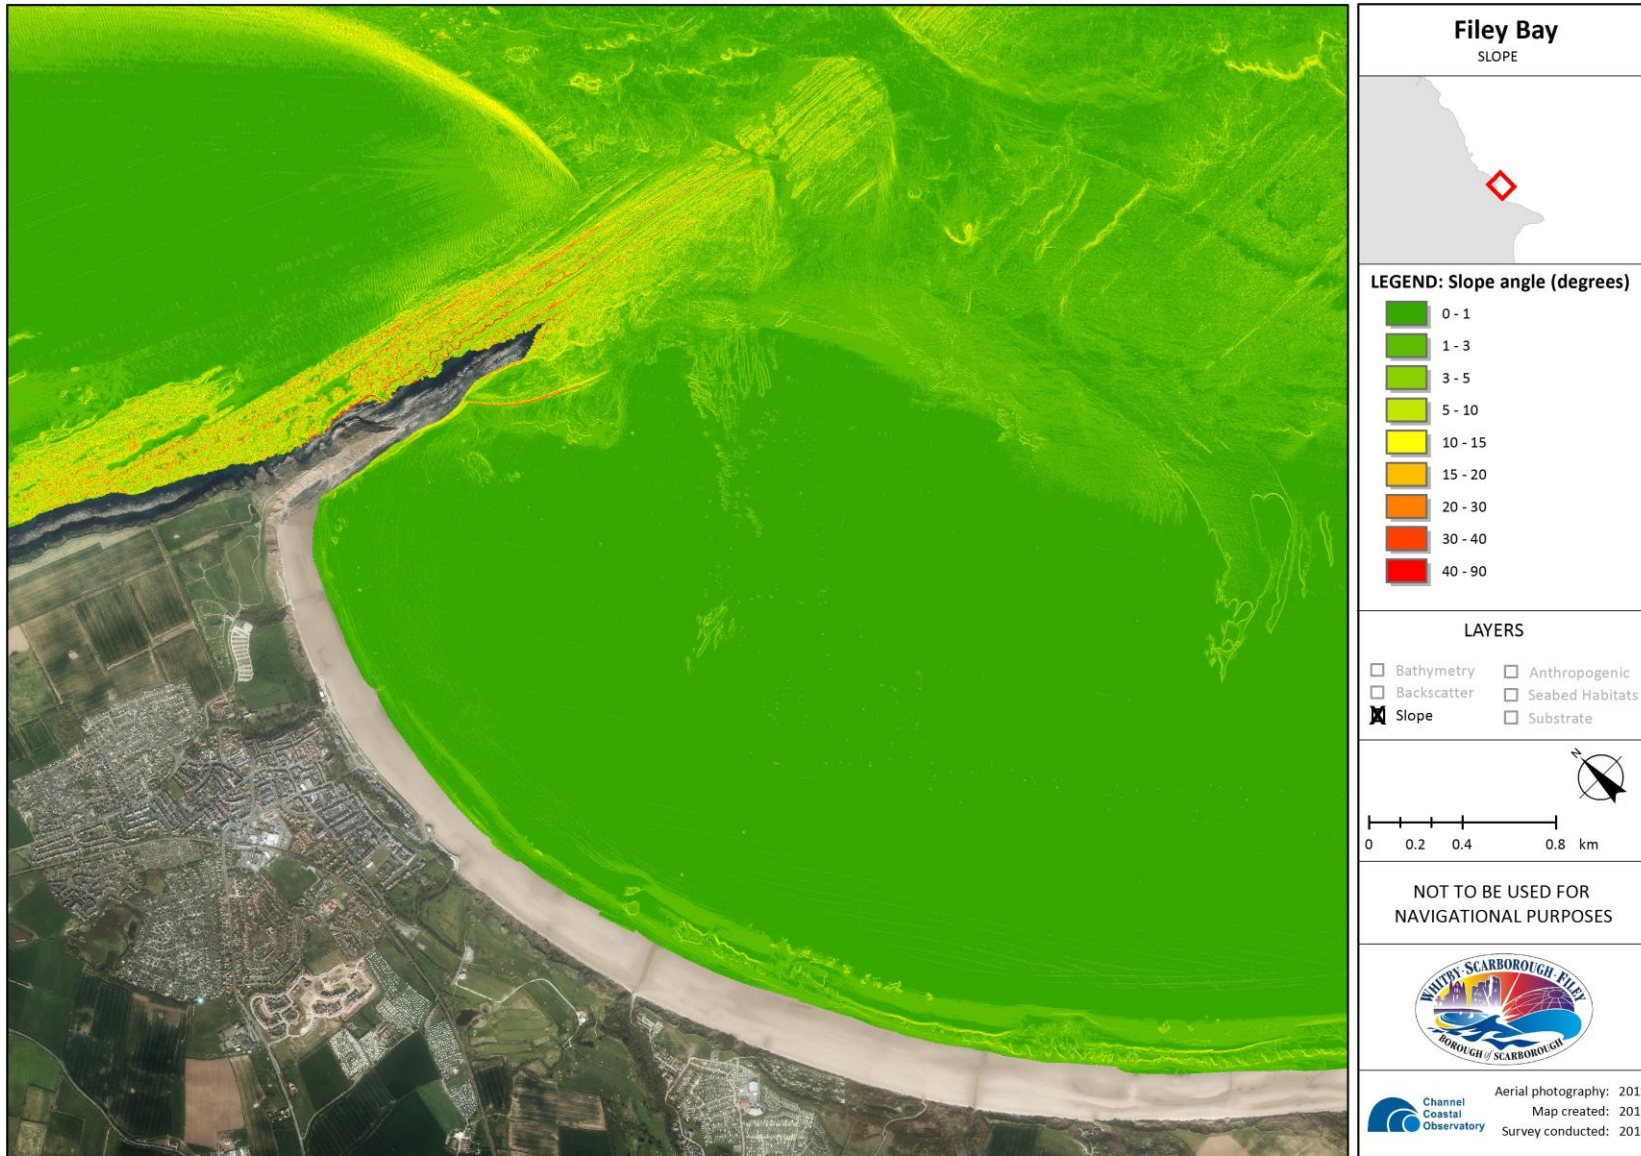 Filey Bay
SLOPE
LEGEND: Slope angle (degrees)
0 - 1
1 - 3
3 - 5
5 - 10
10 - 15
15 - 20
20 - 30
30 - 40
40 - 90
LAYERS
Bathymetry
Anthropogenic
Backscatter
Seabed Habitats
Slope
Substrate
N
0 0.2 0.4 0.8 km
NOT TO BE USED FOR
NAVIGATIONAL PURPOSES
WHITBY · SCARBOROUGH · FILEY
BOROUGH of SCARBOROUGH
Channel
Coastal
Observatory
Aerial photography: 201
Map created: 201
Survey conducted: 201